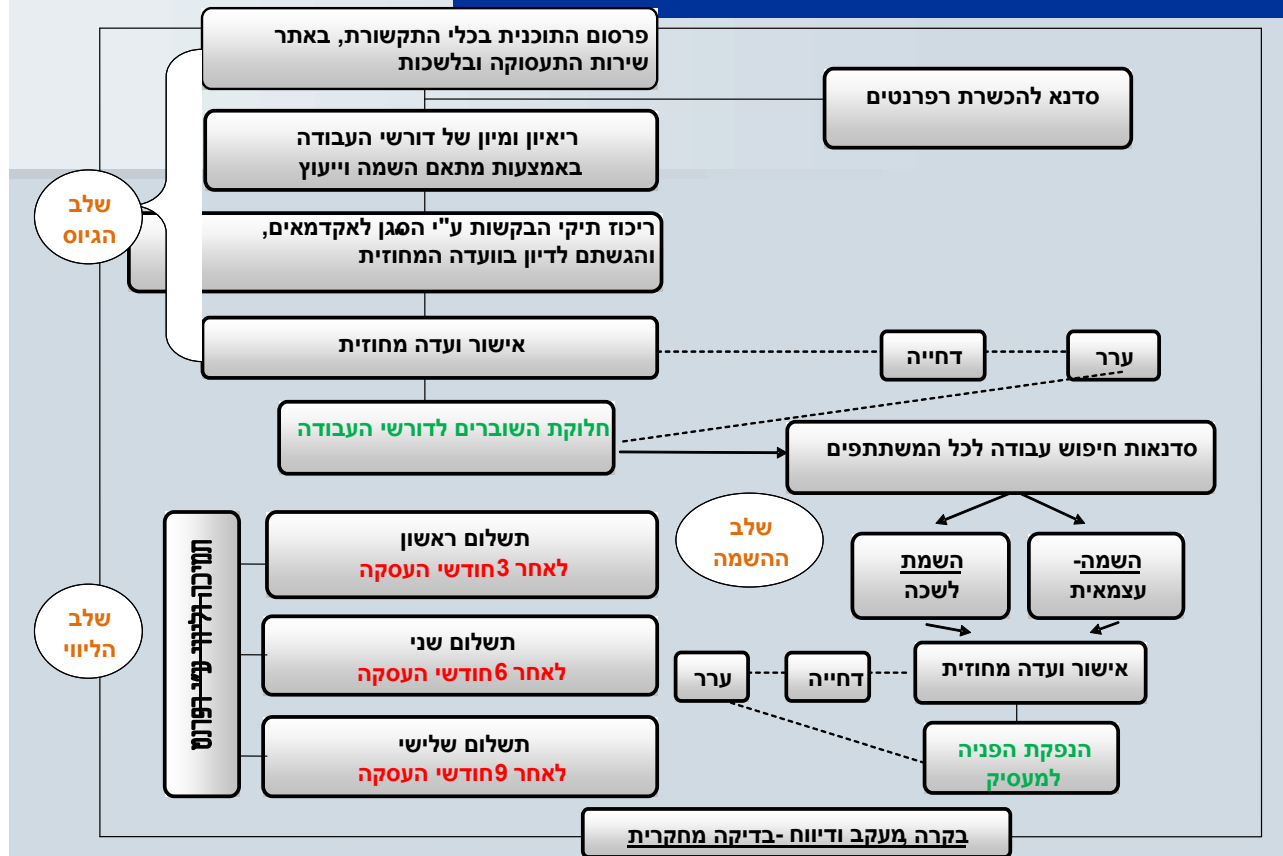 פרסום התוכנית בכלי התקשורת, באתר
שירות התעסוקה ובלשכות
סדנא להכשרת רפרנטים
ריאיון ומיון של דורשי העבודה
באמצעות מתאם השמה וייעוץ
שלב
הגיוס
ריכוז תיקי הבקשות ע"י הסגן לאקדמאים,
והגשתם לדיון בוועדה המחוזית
אישור ועדה מחוזית
דחייה
ערר
חלוקת השוברים לדורשי העבודה
סדנאות חיפוש עבודה לכל המשתתפים
שלב
ההשמה
השמה-
עצמאית
השמת
לשכה
אישור ועדה מחוזית
דחייה
ערר
הנפקת הפניה
למעסיק
שלב
הליווי
תשלום ראשון
לאחר 3 חודשי העסקה
תשלום שני
לאחר 6 חודשי העסקה
תשלום שלישי
לאחר 9 חודשי העסקה
בקרה, מעקב ודיווח -בדיקה מחקרית